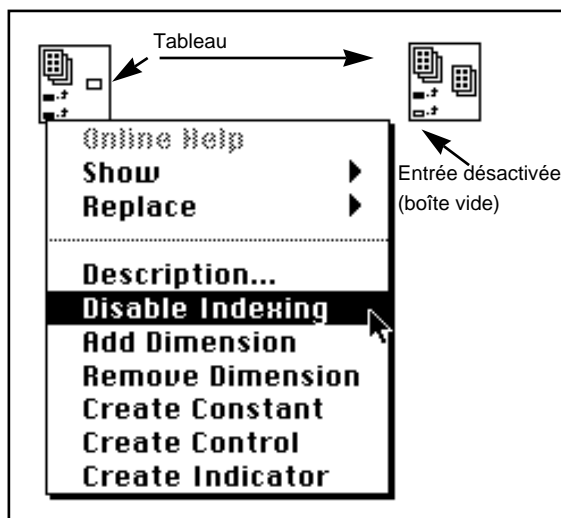 Tableau
Online Help
Show
Replace
Entrée désactivée
(boîte vide)
Description...
Disable Indexing
Add Dimension
Remove Dimension
Create Constant
Create Control
Create Indicator